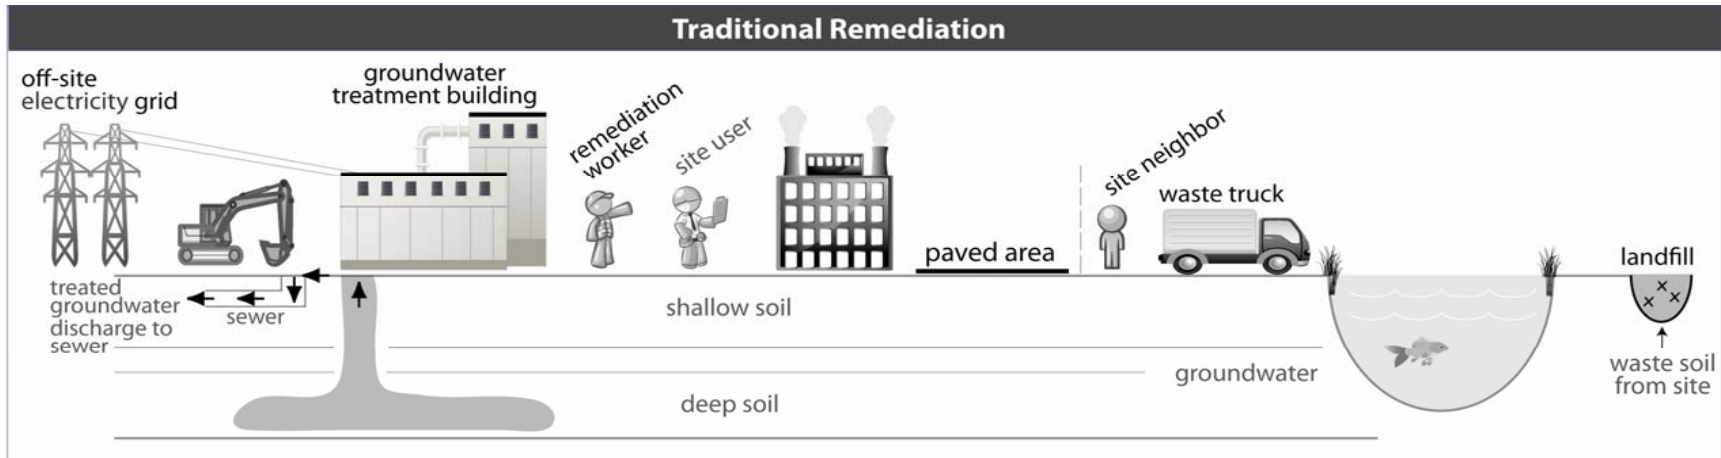 Traditional Remediation
off-site
electricity grid
groundwater
treatment building
remediation
worker
site user
site neighbor
waste truck
paved area
landfill
treated
groundwater
discharge to
sewer
sewer
shallow soil
groundwater
deep soil
waste soil
from site